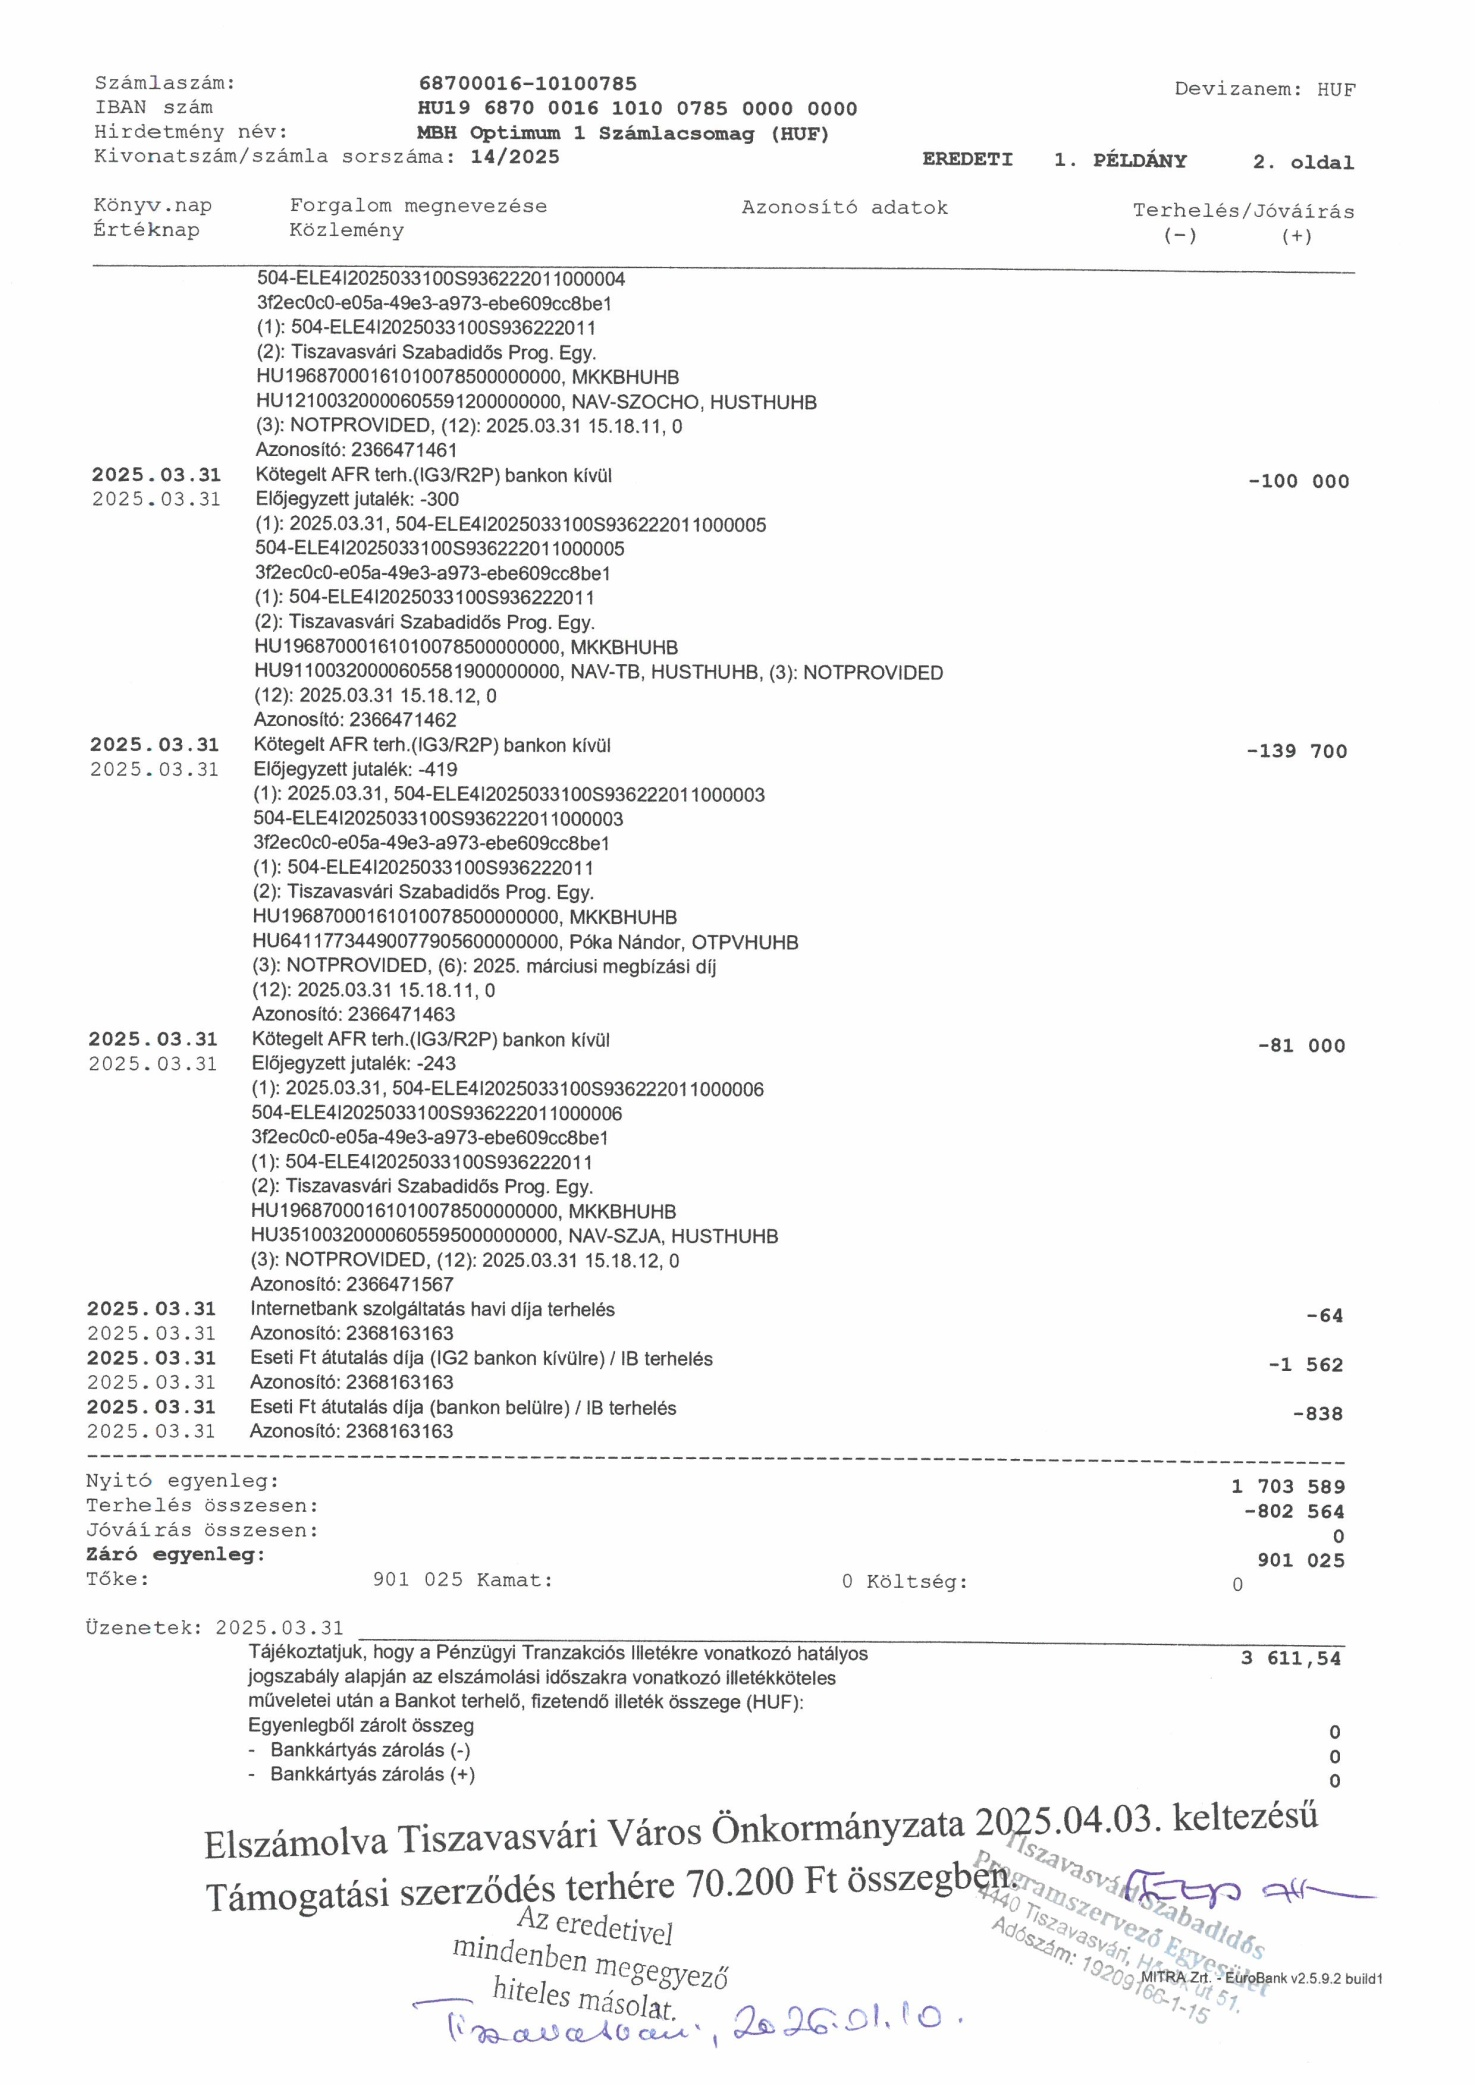 Számlaszám: 68700016-10100785 Devizanem: HUF
IBAN szám HU19 6870 0016 1010 0785 0000 0000
Hirdetmény név: MBH Optimum 1 Számlacsomag (HUF)
Kivonatszám/számla sorszáma: 14/2025 EREDETI 1. PÉLDÁNY 2. oldal
Könyv.nap Forgalom megnevezése Azonosító adatok Terhelés/Jóváírás
Értéknap Közlemény (-) (+)
504-ELE4I2025033100S936222011000004
3f2ec0c0-e05a-49e3-a973-ebe609cc8be1
(1): 504-ELE4I2025033100S936222011
(2): Tiszavasvári Szabadidős Prog. Egy.
HU19687000161010078500000000, MKKBHUHB
HU12100320000605591200000000, NAV-SZOCHO, HUSTHUHB
(3): NOTPROVIDED, (12): 2025.03.31 15.18.11, 0
Azonosító: 2366471461
2025.03.31 Kötegelt AFR terh.(IG3/R2P) bankon kívül -100 000
2025.03.31 Előjegyzett jutalék: -300
(1): 2025.03.31, 504-ELE4I2025033100S936222011000005
504-ELE4I2025033100S936222011000005
3f2ec0c0-e05a-49e3-a973-ebe609cc8be1
(1): 504-ELE4I2025033100S936222011
(2): Tiszavasvári Szabadidős Prog. Egy.
HU19687000161010078500000000, MKKBHUHB
HU91100320000605581900000000, NAV-TB, HUSTHUHB, (3): NOTPROVIDED
(12): 2025.03.31 15.18.12, 0
Azonosító: 2366471462
2025.03.31 Kötegelt AFR terh.(IG3/R2P) bankon kívül -139 700
2025.03.31 Előjegyzett jutalék: -419
(1): 2025.03.31, 504-ELE4I2025033100S936222011000003
504-ELE4I2025033100S936222011000003
3f2ec0c0-e05a-49e3-a973-ebe609cc8be1
(1): 504-ELE4I2025033100S936222011
(2): Tiszavasvári Szabadidős Prog. Egy.
HU19687000161010078500000000, MKKBHUHB
HU64117734490077905600000000, Póka Nándor, OTPVHUHB
(3): NOTPROVIDED, (6): 2025. márciusi megbízási díj
(12): 2025.03.31 15.18.11, 0
Azonosító: 2366471463
2025.03.31 Kötegelt AFR terh.(IG3/R2P) bankon kívül -81 000
2025.03.31 Előjegyzett jutalék: -243
(1): 2025.03.31, 504-ELE4I2025033100S936222011000006
504-ELE4I2025033100S936222011000006
3f2ec0c0-e05a-49e3-a973-ebe609cc8be1
(1): 504-ELE4I2025033100S936222011
(2): Tiszavasvári Szabadidős Prog. Egy.
HU19687000161010078500000000, MKKBHUHB
HU35100320000605595000000000, NAV-SZJA, HUSTHUHB
(3): NOTPROVIDED, (12): 2025.03.31 15.18.12, 0
Azonosító: 2366471567
2025.03.31 Internetbank szolgáltatás havi díja terhelés -64
2025.03.31 Azonosító: 2368163163
2025.03.31 Eseti Ft átutalás díja (IG2 bankon kívülre) / IB terhelés -1 562
2025.03.31 Azonosító: 2368163163
2025.03.31 Eseti Ft átutalás díja (bankon belülre) / IB terhelés -838
2025.03.31 Azonosító: 2368163163
Nyitó egyenleg: 1 703 589
Terhelés összesen: -802 564
Jóváírás összesen: 0
Záró egyenleg: 901 025
Tőke: 901 025 Kamat: 0 Költség: 0
Üzenetek: 2025.03.31
Tájékoztatjuk, hogy a Pénzügyi Tranzakciós Illetékre vonatkozó hatályos 3 611,54
jogszabály alapján az elszámolási időszakra vonatkozó illetékköteles
műveletei után a Bankot terhelő, fizetendő illeték összege (HUF):
Egyenlegből zárolt összeg 0
- Bankkártyás zárolás (-) 0
- Bankkártyás zárolás (+) 0
Elszámolva Tiszavasvári Város Önkormányzata 2025.04.03. keltezésű
Támogatási szerződés terhére 70.200 Ft összegben.
Tiszavasvári Szabadidős
Programszervező Egyesület
4440 Tiszavasvári, út 51.
Adószám: 19209166-1-15
Az eredetivel
mindenben megegyező
hiteles másolat.
MITRA Zrt. - EuroBank v2.5.9.2 build1
Tiszavasvári, 2026.01.10.